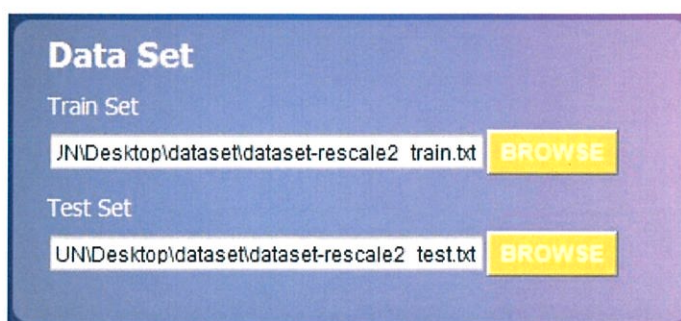 Data Set
Train Set
UN\Desktop\dataset\dataset-rescale2 train.txt BROWSE
Test Set
UN\Desktop\dataset\dataset-rescale2 test.txt BROWSE